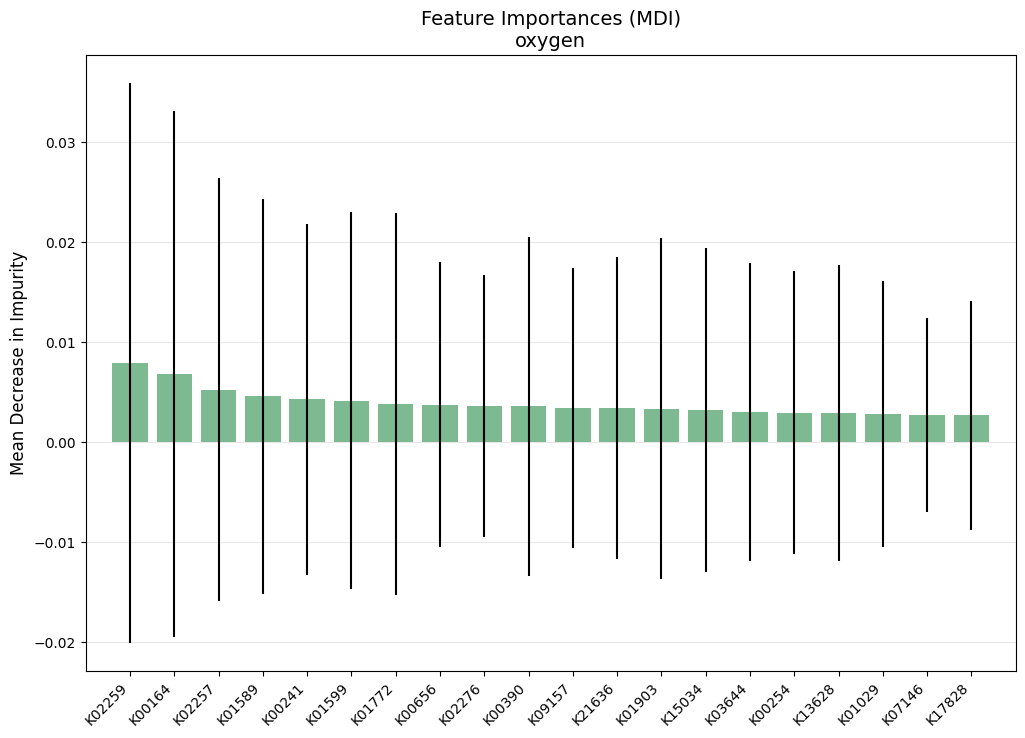 Feature Importances (MDI)
oxygen
Mean Decrease in Impurity
0.03
0.02
0.01
0.00
−0.01
−0.02
K02259
K00164
K02257
K01589
K00241
K01599
K01772
K00656
K02276
K00390
K09157
K21636
K01903
K15034
K03644
K00254
K13628
K01029
K07146
K17828